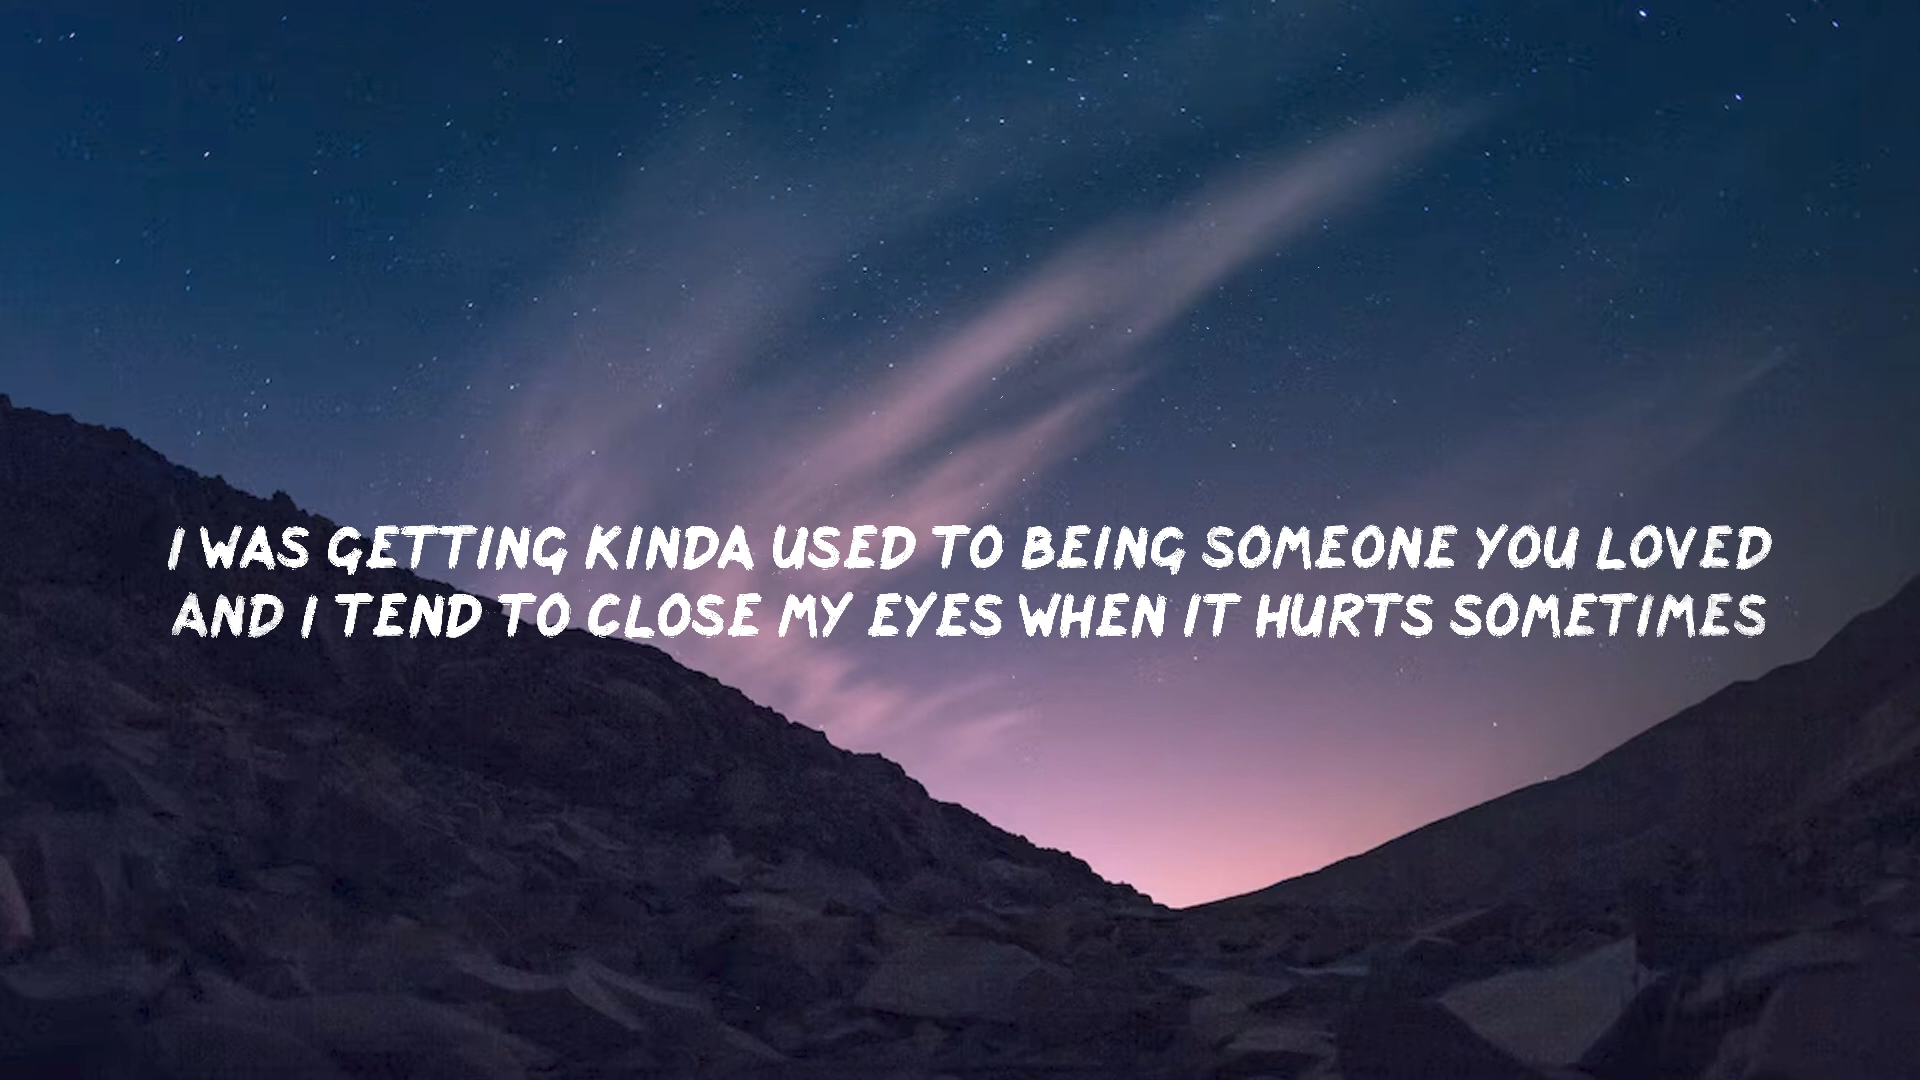 I WAS GETTING KINDA USED TO BEING SOMEONE YOU LOVED
AND I TEND TO CLOSE MY EYES WHEN IT HURTS SOMETIMES